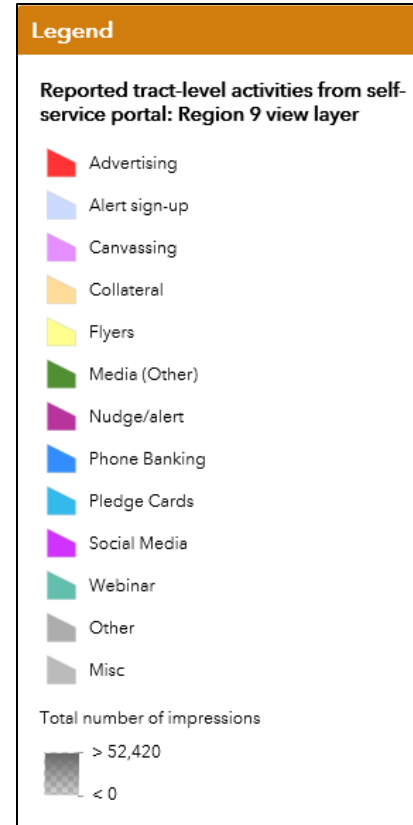 Legend
Reported tract-level activities from self-
service portal: Region 9 view layer
Advertising
Alert sign-up
Canvassing
Collateral
Flyers
Media (Other)
Nudge/alert
Phone Banking
Pledge Cards
Social Media
Webinar
Other
Misc
Total number of impressions
> 52,420
< 0